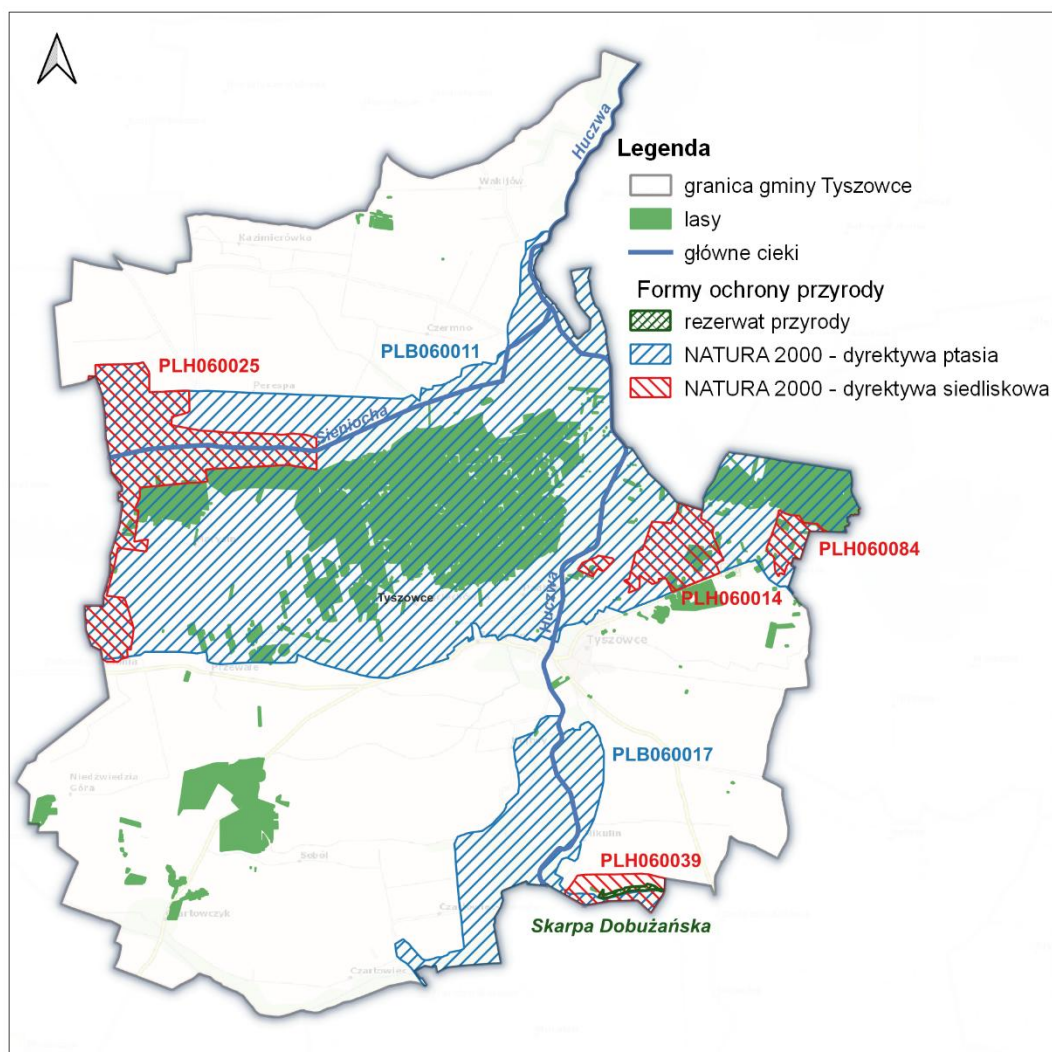 Huczwa
Legenda
granica gminy Tyszowce
lasy
główne cieki
Formy ochrony przyrody
rezerwat przyrody
NATURA 2000 - dyrektywa ptasia
NATURA 2000 - dyrektywa siedliskowa
Wakijów
Kazimierówka
Czermno
PLB060011
PLH060025
Perespa
Sieniocha
PLH060084
PLH060014
Tyszowce
Huczwa
Tyszowce
Przewale
PLB060017
Niedźwiedzia
Góra
Soból
PLH060039
Skarpa Dobużańska